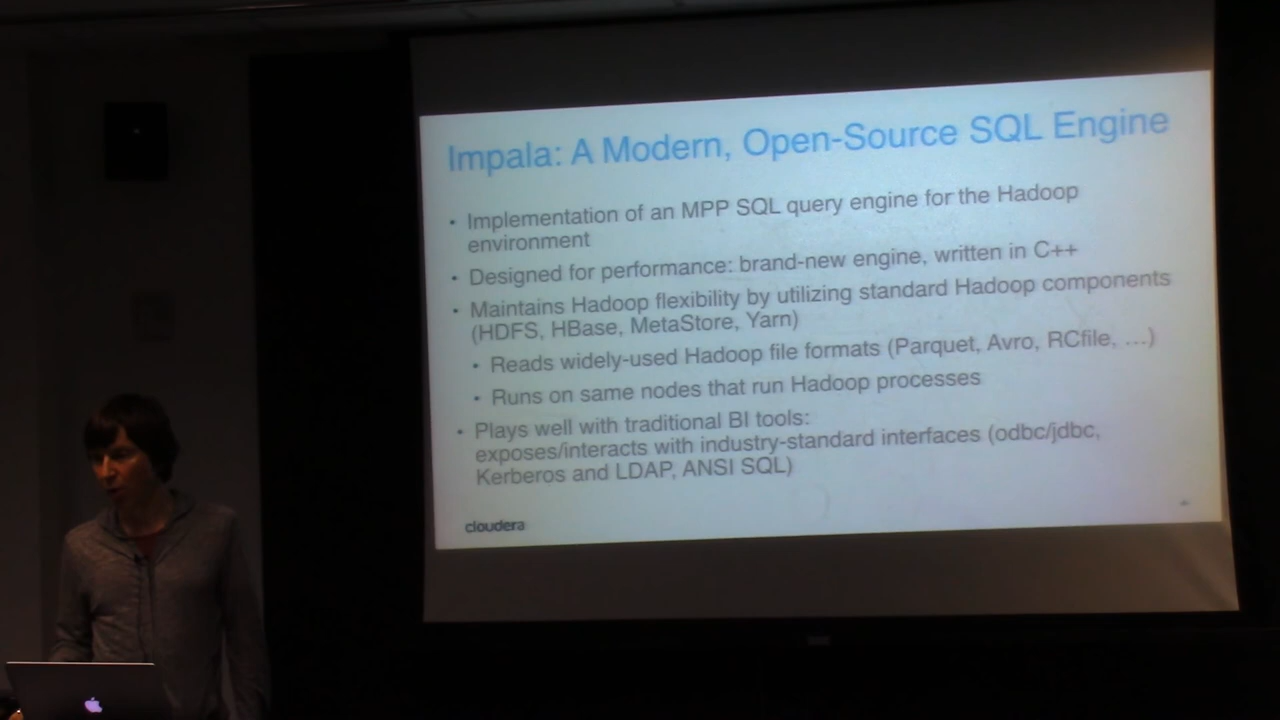 Impala: A Modern, Open-Source SQL Engine
• Implementation of an MPP SQL query engine for the Hadoop
environment
• Designed for performance: brand-new engine, written in C++
• Maintains Hadoop flexibility by utilizing standard Hadoop components
(HDFS, HBase, MetaStore, Yarn)
• Reads widely-used Hadoop file formats (Parquet, Avro, RCfile, …)
• Runs on same nodes that run Hadoop processes
• Plays well with traditional BI tools:
exposes/interacts with industry-standard interfaces (odbc/jdbc,
Kerberos and LDAP, ANSI SQL)
cloudera